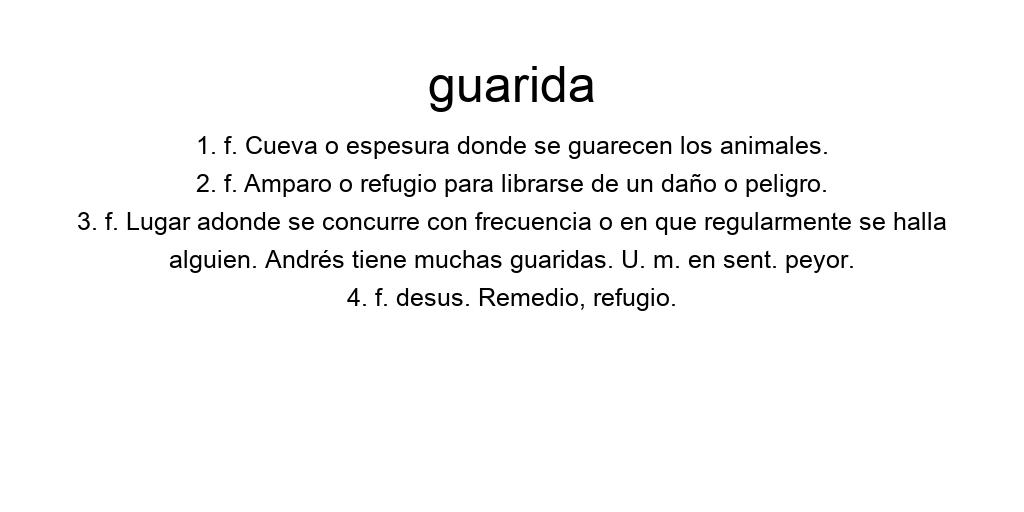 guarida
1. f. Cueva o espesura donde se guarecen los animales.
2. f. Amparo o refugio para librarse de un daño o peligro.
3. f. Lugar adonde se concurre con frecuencia o en que regularmente se halla
alguien. Andrés tiene muchas guaridas. U. m. en sent. peyor.
4. f. desus. Remedio, refugio.